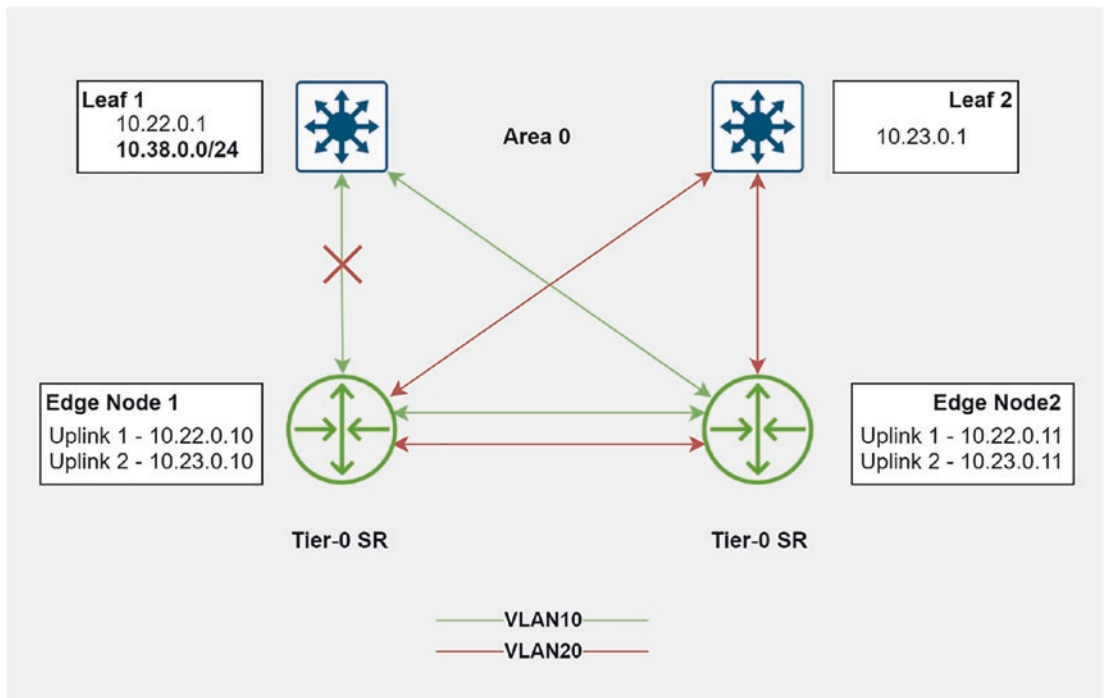 Leaf 1
10.22.0.1
10.38.0.0/24
Area 0
Leaf 2
10.23.0.1
Edge Node 1
Uplink 1 - 10.22.0.10
Uplink 2 - 10.23.0.10
Edge Node2
Uplink 1 - 10.22.0.11
Uplink 2 - 10.23.0.11
Tier-0 SR
Tier-0 SR
VLAN10
VLAN20